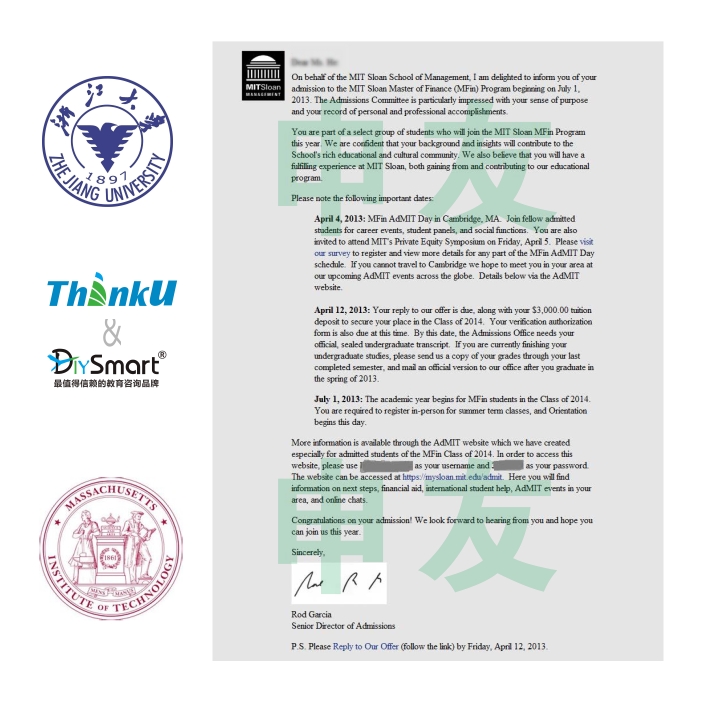 浙江大學
ZHEJIANG UNIVERSITY
1897
ThinkU
&
DIYSmart®
最值得信赖的教育咨询品牌
MASSACHUSETTS
INSTITUTE OF TECHNOLOGY
1861
MENS ET MANUS
MITSloan
MANAGEMENT
On behalf of the MIT Sloan School of Management, I am delighted to inform you of your
admission to the MIT Sloan Master of Finance (MFin) Program beginning on July 1,
2013. The Admissions Committee is particularly impressed with your sense of purpose
and your record of personal and professional accomplishments.
You are part of a select group of students who will join the MIT Sloan MFin Program
this year. We are confident that your background and insights will contribute to the
School's rich educational and cultural community. We also believe that you will have a
fulfilling experience at MIT Sloan, both gaining from and contributing to our educational
program.
申友
Please note the following important dates:
April 4, 2013: MFin AdMIT Day in Cambridge, MA. Join fellow admitted
students for career events, student panels, and social functions. You are also
invited to attend MIT's Private Equity Symposium on Friday, April 5. Please visit
our survey to register and view more details for any part of the MFin AdMIT Day
schedule. If you cannot travel to Cambridge we hope to meet you in your area at
our upcoming AdMIT events across the globe. Details below via the AdMIT
website.
April 12, 2013: Your reply to our offer is due, along with your $3,000.00 tuition
deposit to secure your place in the Class of 2014. Your verification authorization
form is also due at this time. By this date, the Admissions Office needs your
official, sealed undergraduate transcript. If you are currently finishing your
undergraduate studies, please send us a copy of your grades through your last
completed semester, and mail an official version to our office after you graduate in
the spring of 2013.
July 1, 2013: The academic year begins for MFin students in the Class of 2014.
You are required to register in-person for summer term classes, and Orientation
begins this day.
More information is available through the AdMIT website which we have created
especially for admitted students of the MFin Class of 2014. In order to access this
website, please use as your username and as your password.
The website can be accessed at https://mysloan.mit.edu/admit. Here you will find
information on next steps, financial aid, international student help, AdMIT events in your
area, and online chats.
Congratulations on your admission! We look forward to hearing from you and hope you
can join us this year.
申友
Sincerely,
Rod Garcia
Senior Director of Admissions
P.S. Please Reply to Our Offer (follow the link) by Friday, April 12, 2013.